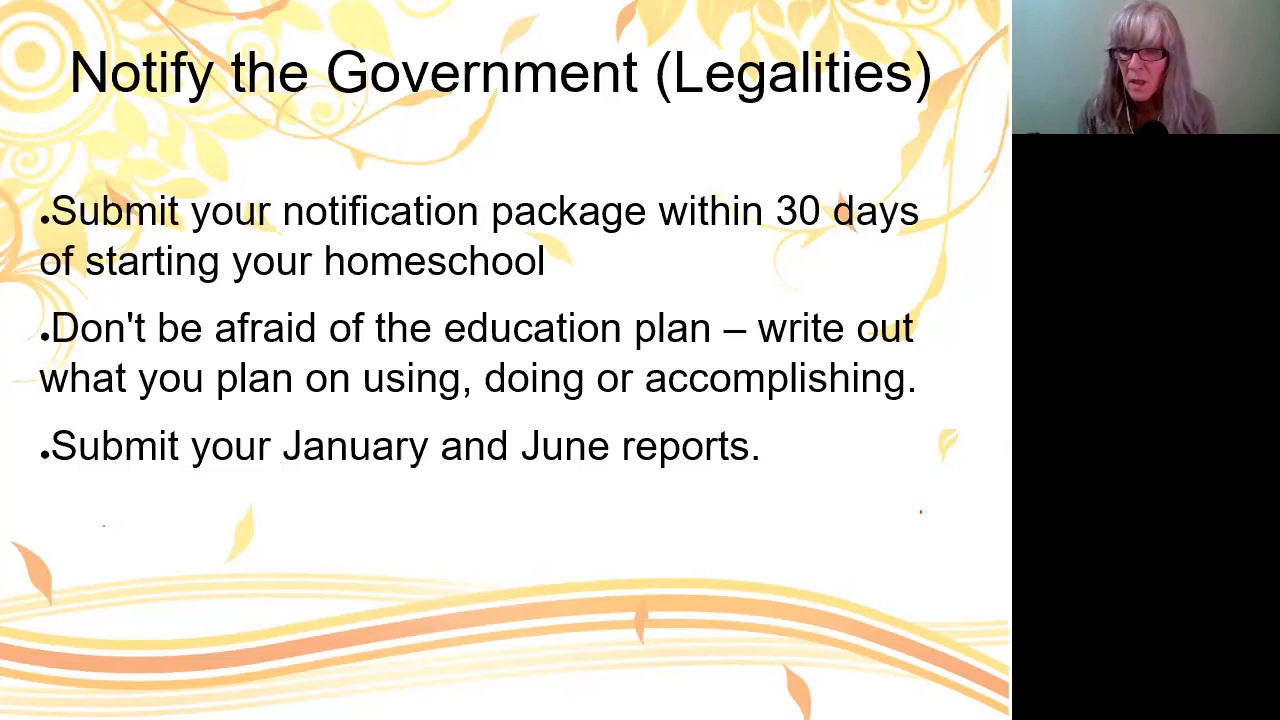 Notify the Government (Legalities)
•Submit your notification package within 30 days
of starting your homeschool
•Don't be afraid of the education plan – write out
what you plan on using, doing or accomplishing.
•Submit your January and June reports.